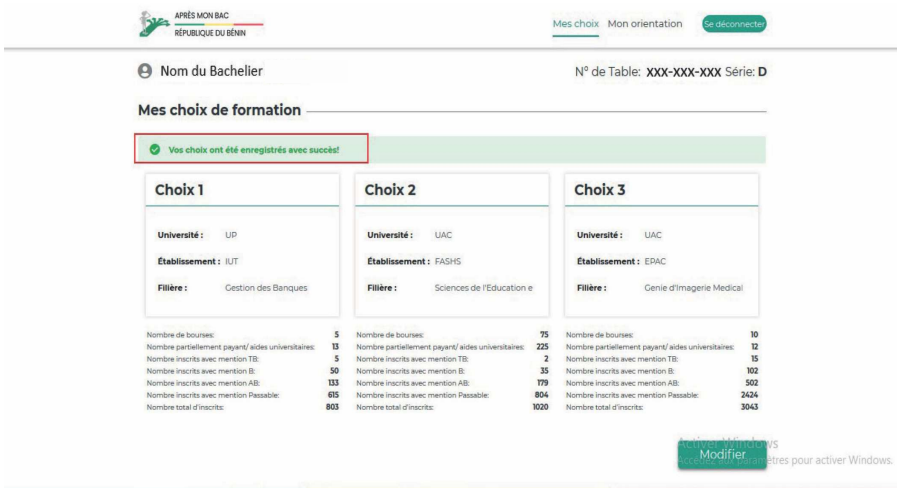 APRÈS MON BAC
RÉPUBLIQUE DU BÉNIN
Mes choix Mon orientation Se déconnecter
Nom du Bachelier
N° de Table: XXX-XXX-XXX Série: D
Mes choix de formation
Vos choix ont été enregistrés avec succès!
Choix 1
Université : UP
Établissement : IUT
Filière : Gestion des Banques
Nombre de bourses: 5
Nombre partiellement payant/ aides universitaires: 13
Nombre inscrits avec mention TB: 5
Nombre inscrits avec mention B: 50
Nombre inscrits avec mention AB: 133
Nombre inscrits avec mention Passable: 615
Nombre total d'inscrits: 803
Choix 2
Université : UAC
Établissement : FASHS
Filière : Sciences de l'Education e
Nombre de bourses: 75
Nombre partiellement payant/ aides universitaires: 225
Nombre inscrits avec mention TB: 2
Nombre inscrits avec mention B: 35
Nombre inscrits avec mention AB: 179
Nombre inscrits avec mention Passable: 804
Nombre total d'inscrits: 1020
Choix 3
Université : UAC
Établissement : EPAC
Filière : Genie d'Imagerie Medical
Nombre de bourses: 10
Nombre partiellement payant/ aides universitaires: 12
Nombre inscrits avec mention TB: 15
Nombre inscrits avec mention B: 102
Nombre inscrits avec mention AB: 502
Nombre inscrits avec mention Passable: 2424
Nombre total d'inscrits: 3043
Activer Windows
Modifier
Accédez aux paramètres pour activer Windows.